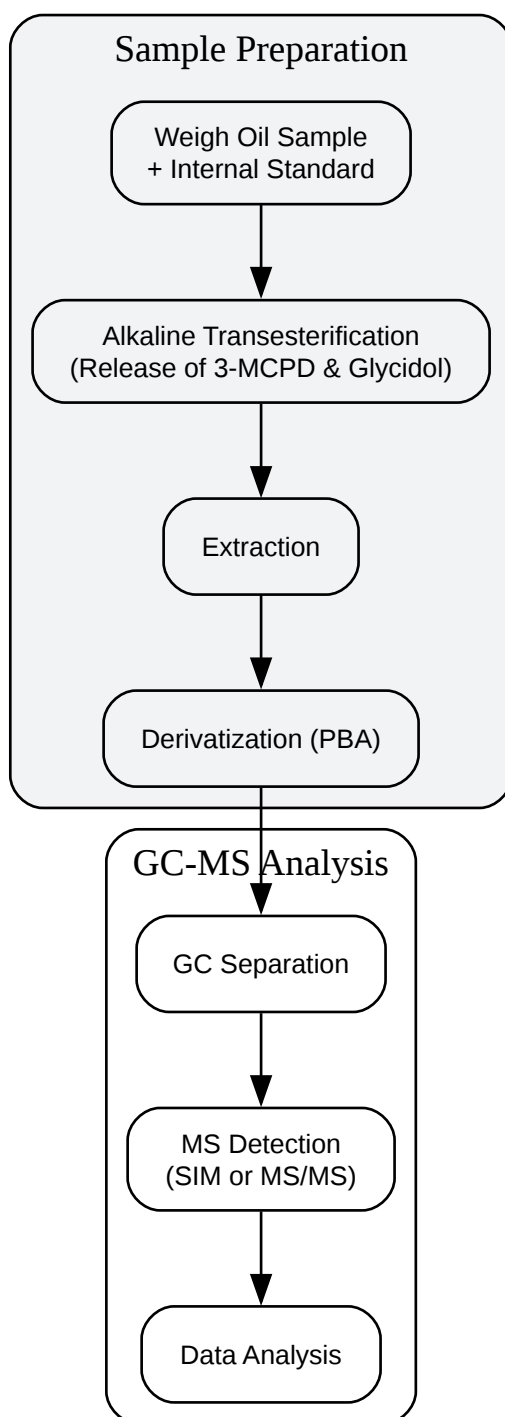 Sample Preparation
Weigh Oil Sample
+ Internal Standard
Alkaline Transesterification
(Release of 3-MCPD & Glycidol)
Extraction
Derivatization (PBA)
GC-MS Analysis
GC Separation
MS Detection
(SIM or MS/MS)
Data Analysis